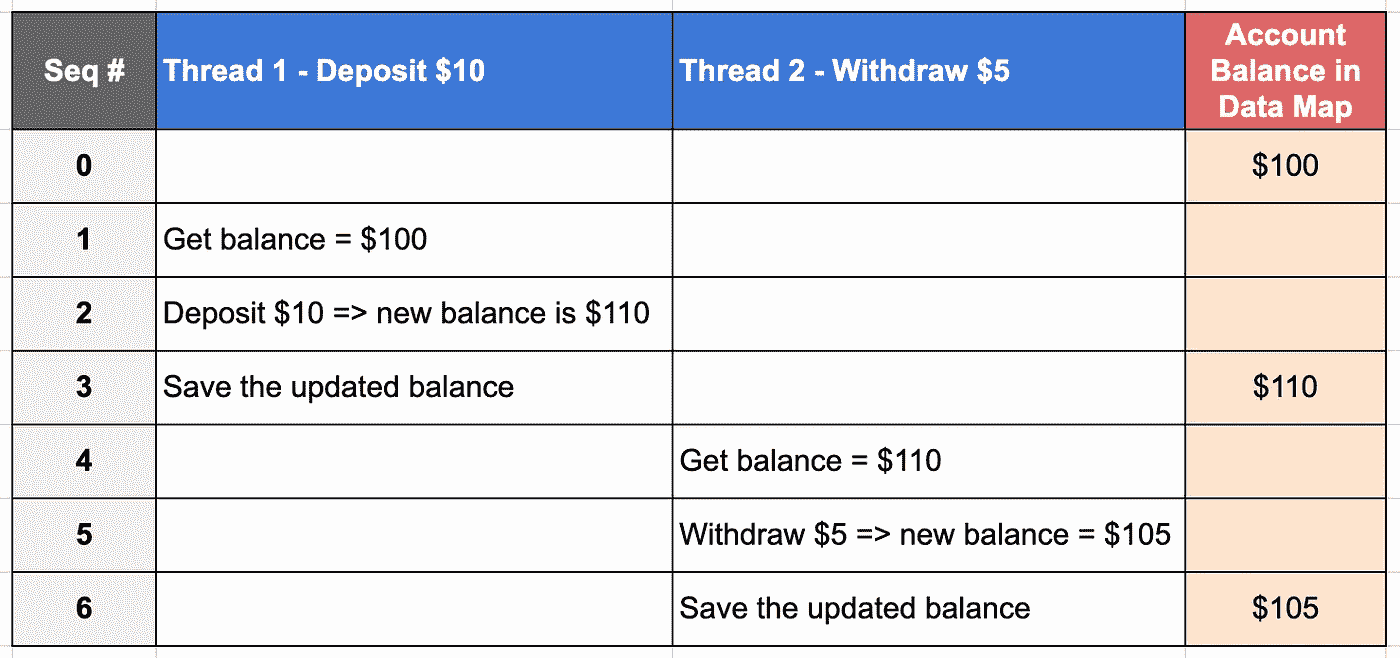 Seq #
Thread 1 - Deposit $10
Thread 2 - Withdraw $5
Account
Balance in
Data Map
0
$100
1
Get balance = $100
2
Deposit $10 => new balance is $110
3
Save the updated balance
$110
4
Get balance = $110
5
Withdraw $5 => new balance = $105
6
Save the updated balance
$105